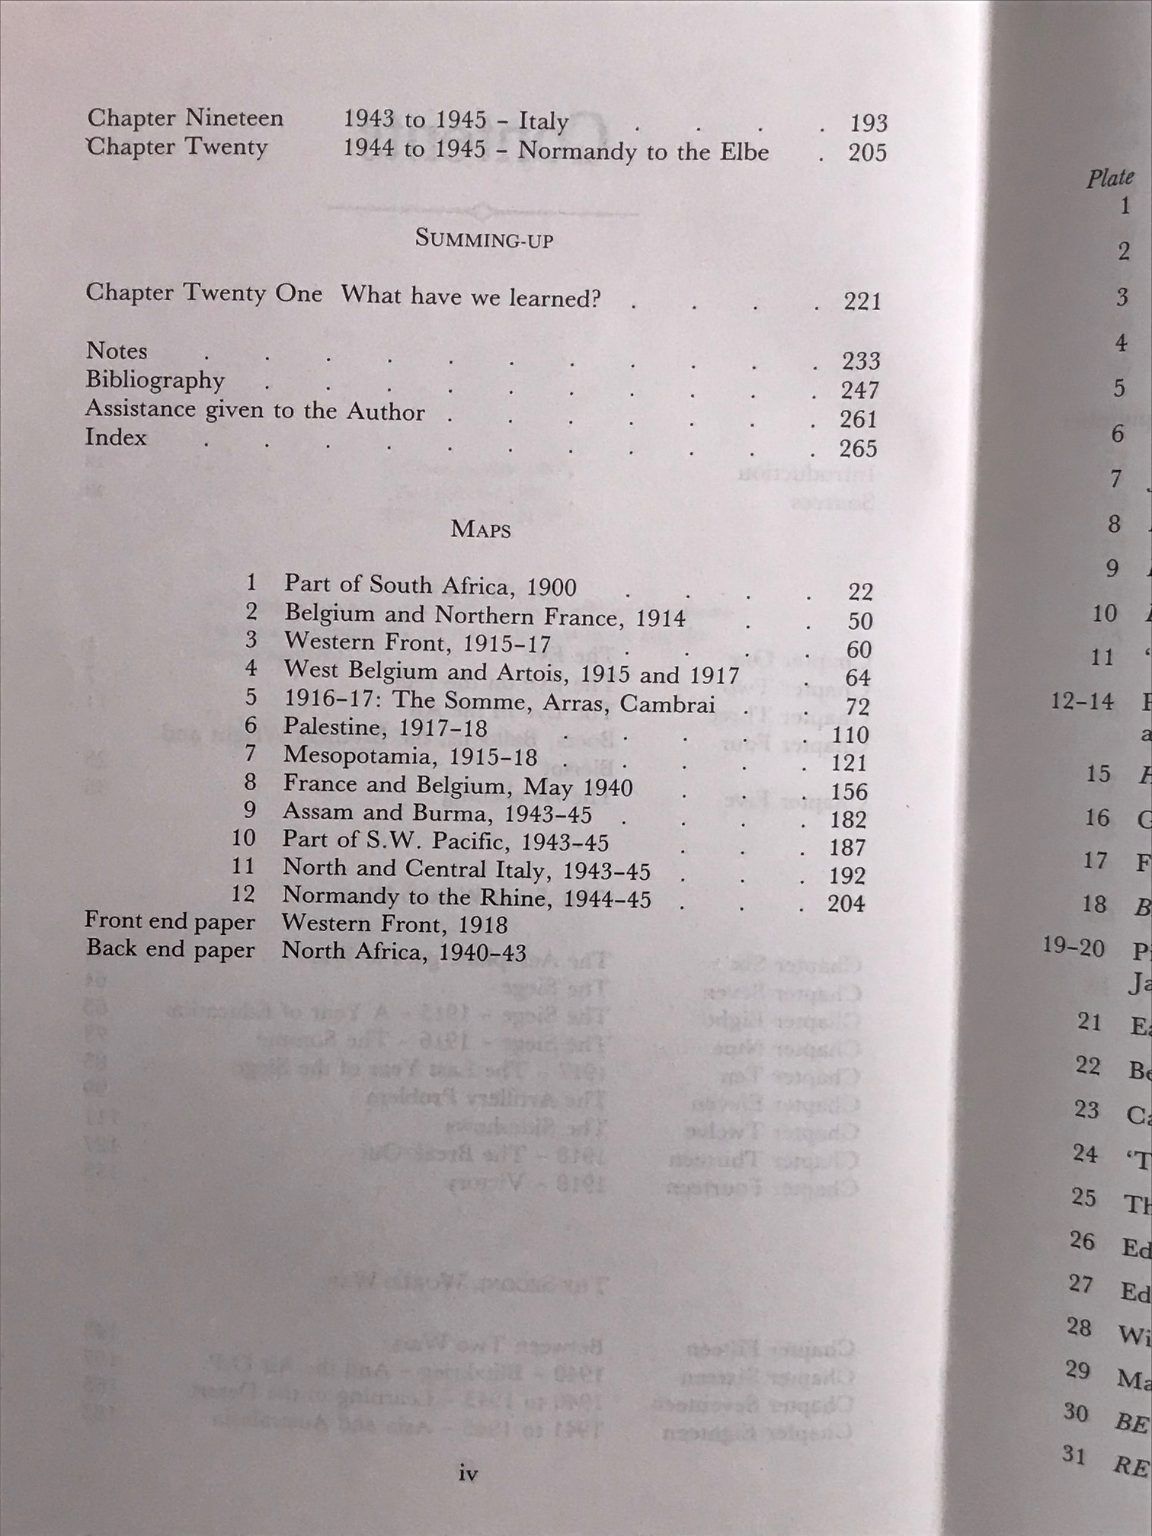 Chapter Nineteen 1943 to 1945 – Italy . . . . 193
Chapter Twenty 1944 to 1945 – Normandy to the Elbe . 205
SUMMING-UP
Chapter Twenty One What have we learned? . . . . 221
Notes . . . . . . . . . . . 233
Bibliography . . . . . . . . . . 247
Assistance given to the Author . . . . . . . 261
Index . . . . . . . . . . . 265
MAPS
1 Part of South Africa, 1900 . . . . 22
2 Belgium and Northern France, 1914 . . 50
3 Western Front, 1915–17 . . . . 60
4 West Belgium and Artois, 1915 and 1917 . 64
5 1916–17: The Somme, Arras, Cambrai . . 72
6 Palestine, 1917–18 . . . . . 110
7 Mesopotamia, 1915–18 . . . . . 121
8 France and Belgium, May 1940 . . . 156
9 Assam and Burma, 1943–45 . . . . 182
10 Part of S.W. Pacific, 1943–45 . . . 187
11 North and Central Italy, 1943–45 . . . 192
12 Normandy to the Rhine, 1944–45 . . . 204
Front end paper Western Front, 1918
Back end paper North Africa, 1940–43
iv
Plate
1
2
3
4
5
6
7
8
9
10
11
12–14
15
16
17
18
19–20
21
22
23
24
25
26
27
28
29
30
31